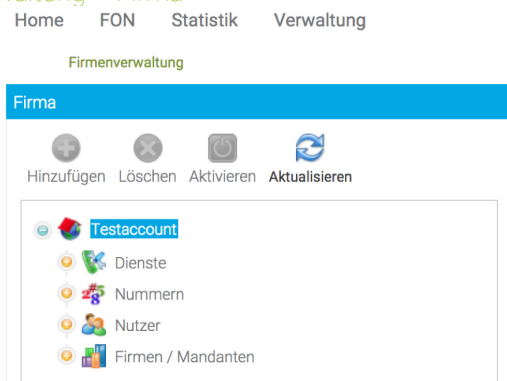 Home FON Statistik Verwaltung
Firmenverwaltung
Firma
Hinzufügen Löschen Aktivieren Aktualisieren
Testaccount
Dienste
Nummern
Nutzer
Firmen / Mandanten